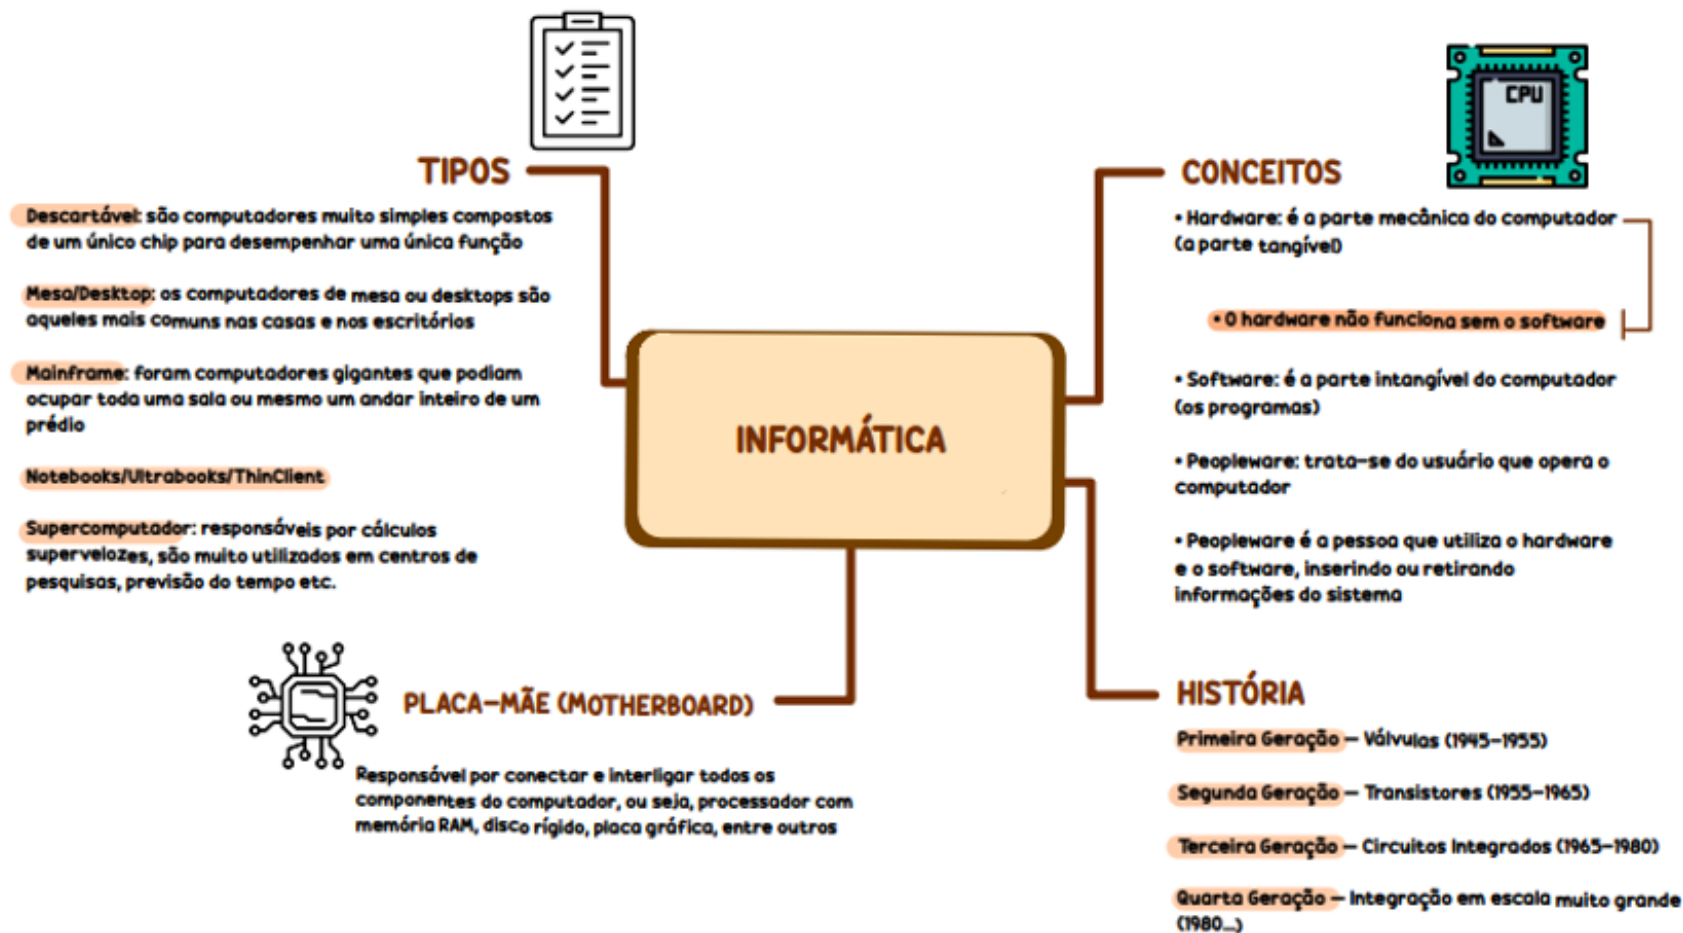 TIPOS
Descartável: são computadores muito simples compostos
de um único chip para desempenhar uma única função
Mesa/Desktop: os computadores de mesa ou desktops são
aqueles mais comuns nas casas e nos escritórios
Mainframe: foram computadores gigantes que podiam
ocupar toda uma sala ou mesmo um andar inteiro de um
prédio
Notebooks/Ultrabooks/ThinClient
Supercomputador: responsáveis por cálculos
supervelozes, são muito utilizados em centros de
pesquisas, previsão do tempo etc.
INFORMÁTICA
PLACA-MÃE (MOTHERBOARD)
Responsável por conectar e interligar todos os
componentes do computador, ou seja, processador com
memória RAM, disco rígido, placa gráfica, entre outros
CPU
CONCEITOS
• Hardware: é a parte mecânica do computador
(a parte tangível)
• O hardware não funciona sem o software
• Software: é a parte intangível do computador
(os programas)
• Peopleware: trata-se do usuário que opera o
computador
• Peopleware é a pessoa que utiliza o hardware
e o software, inserindo ou retirando
informações do sistema
HISTÓRIA
Primeira Geração – Válvulas (1945-1955)
Segunda Geração – Transistores (1955-1965)
Terceira Geração – Circuitos Integrados (1965-1980)
Quarta Geração – Integração em escala muito grande
(1980...)